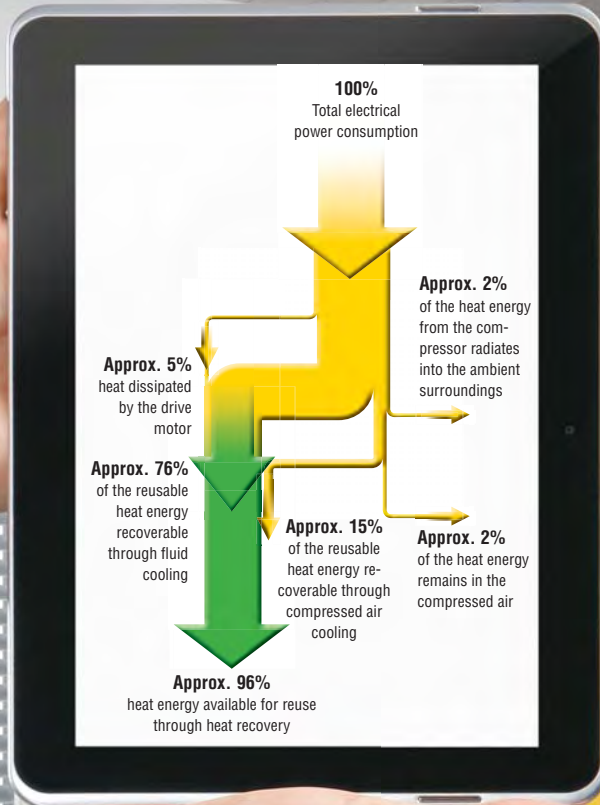 100%
Total electrical
power consumption
Approx. 2%
of the heat energy
from the com-
pressor radiates
into the ambient
surroundings
Approx. 5%
heat dissipated
by the drive
motor
Approx. 76%
of the reusable
heat energy
recoverable
through fluid
cooling
Approx. 15%
of the reusable
heat energy re-
coverable through
compressed air
cooling
Approx. 2%
of the heat energy
remains in the
compressed air
Approx. 96%
heat energy available for reuse
through heat recovery